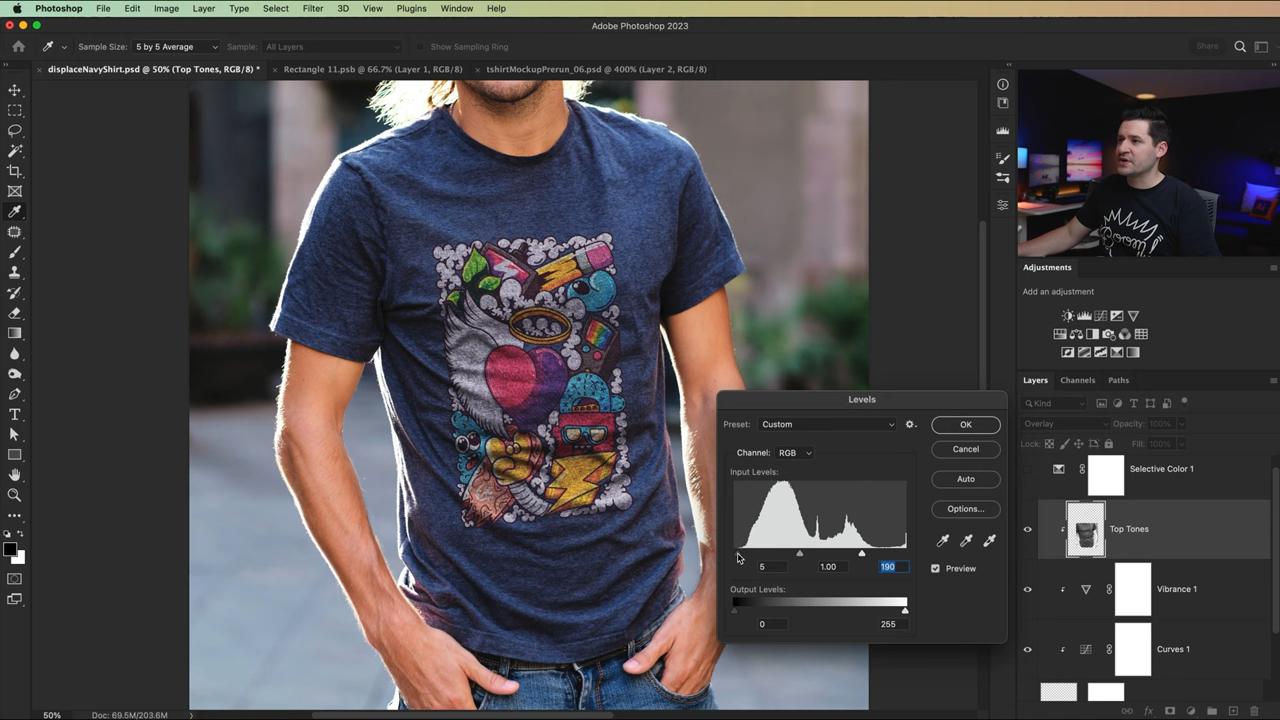 Photoshop File Edit Image Layer Type Select Filter 3D View Plugins Window Help
Adobe Photoshop 2023
Sample Size: 5 by 5 Average Sample: All Layers Show Sampling Ring Share
displaceNavyShirt.psd @ 50% (Top Tones, RGB/8) * Rectangle 11.psb @ 66.7% (Layer 1, RGB/8) tshirtMockupPrerun_06.psd @ 400% (Layer 2, RGB/8)
Adjustments
Add an adjustment
Layers Channels Paths
Kind
Overlay Opacity: 100%
Lock: Fill: 100%
Selective Color 1
Top Tones
Vibrance 1
Curves 1
Levels
Preset: Custom OK
Channel: RGB Cancel
Input Levels:
Auto
Options...
5 1.00 190 Preview
Output Levels:
0 255
50% Doc: 69.5M/203.6M